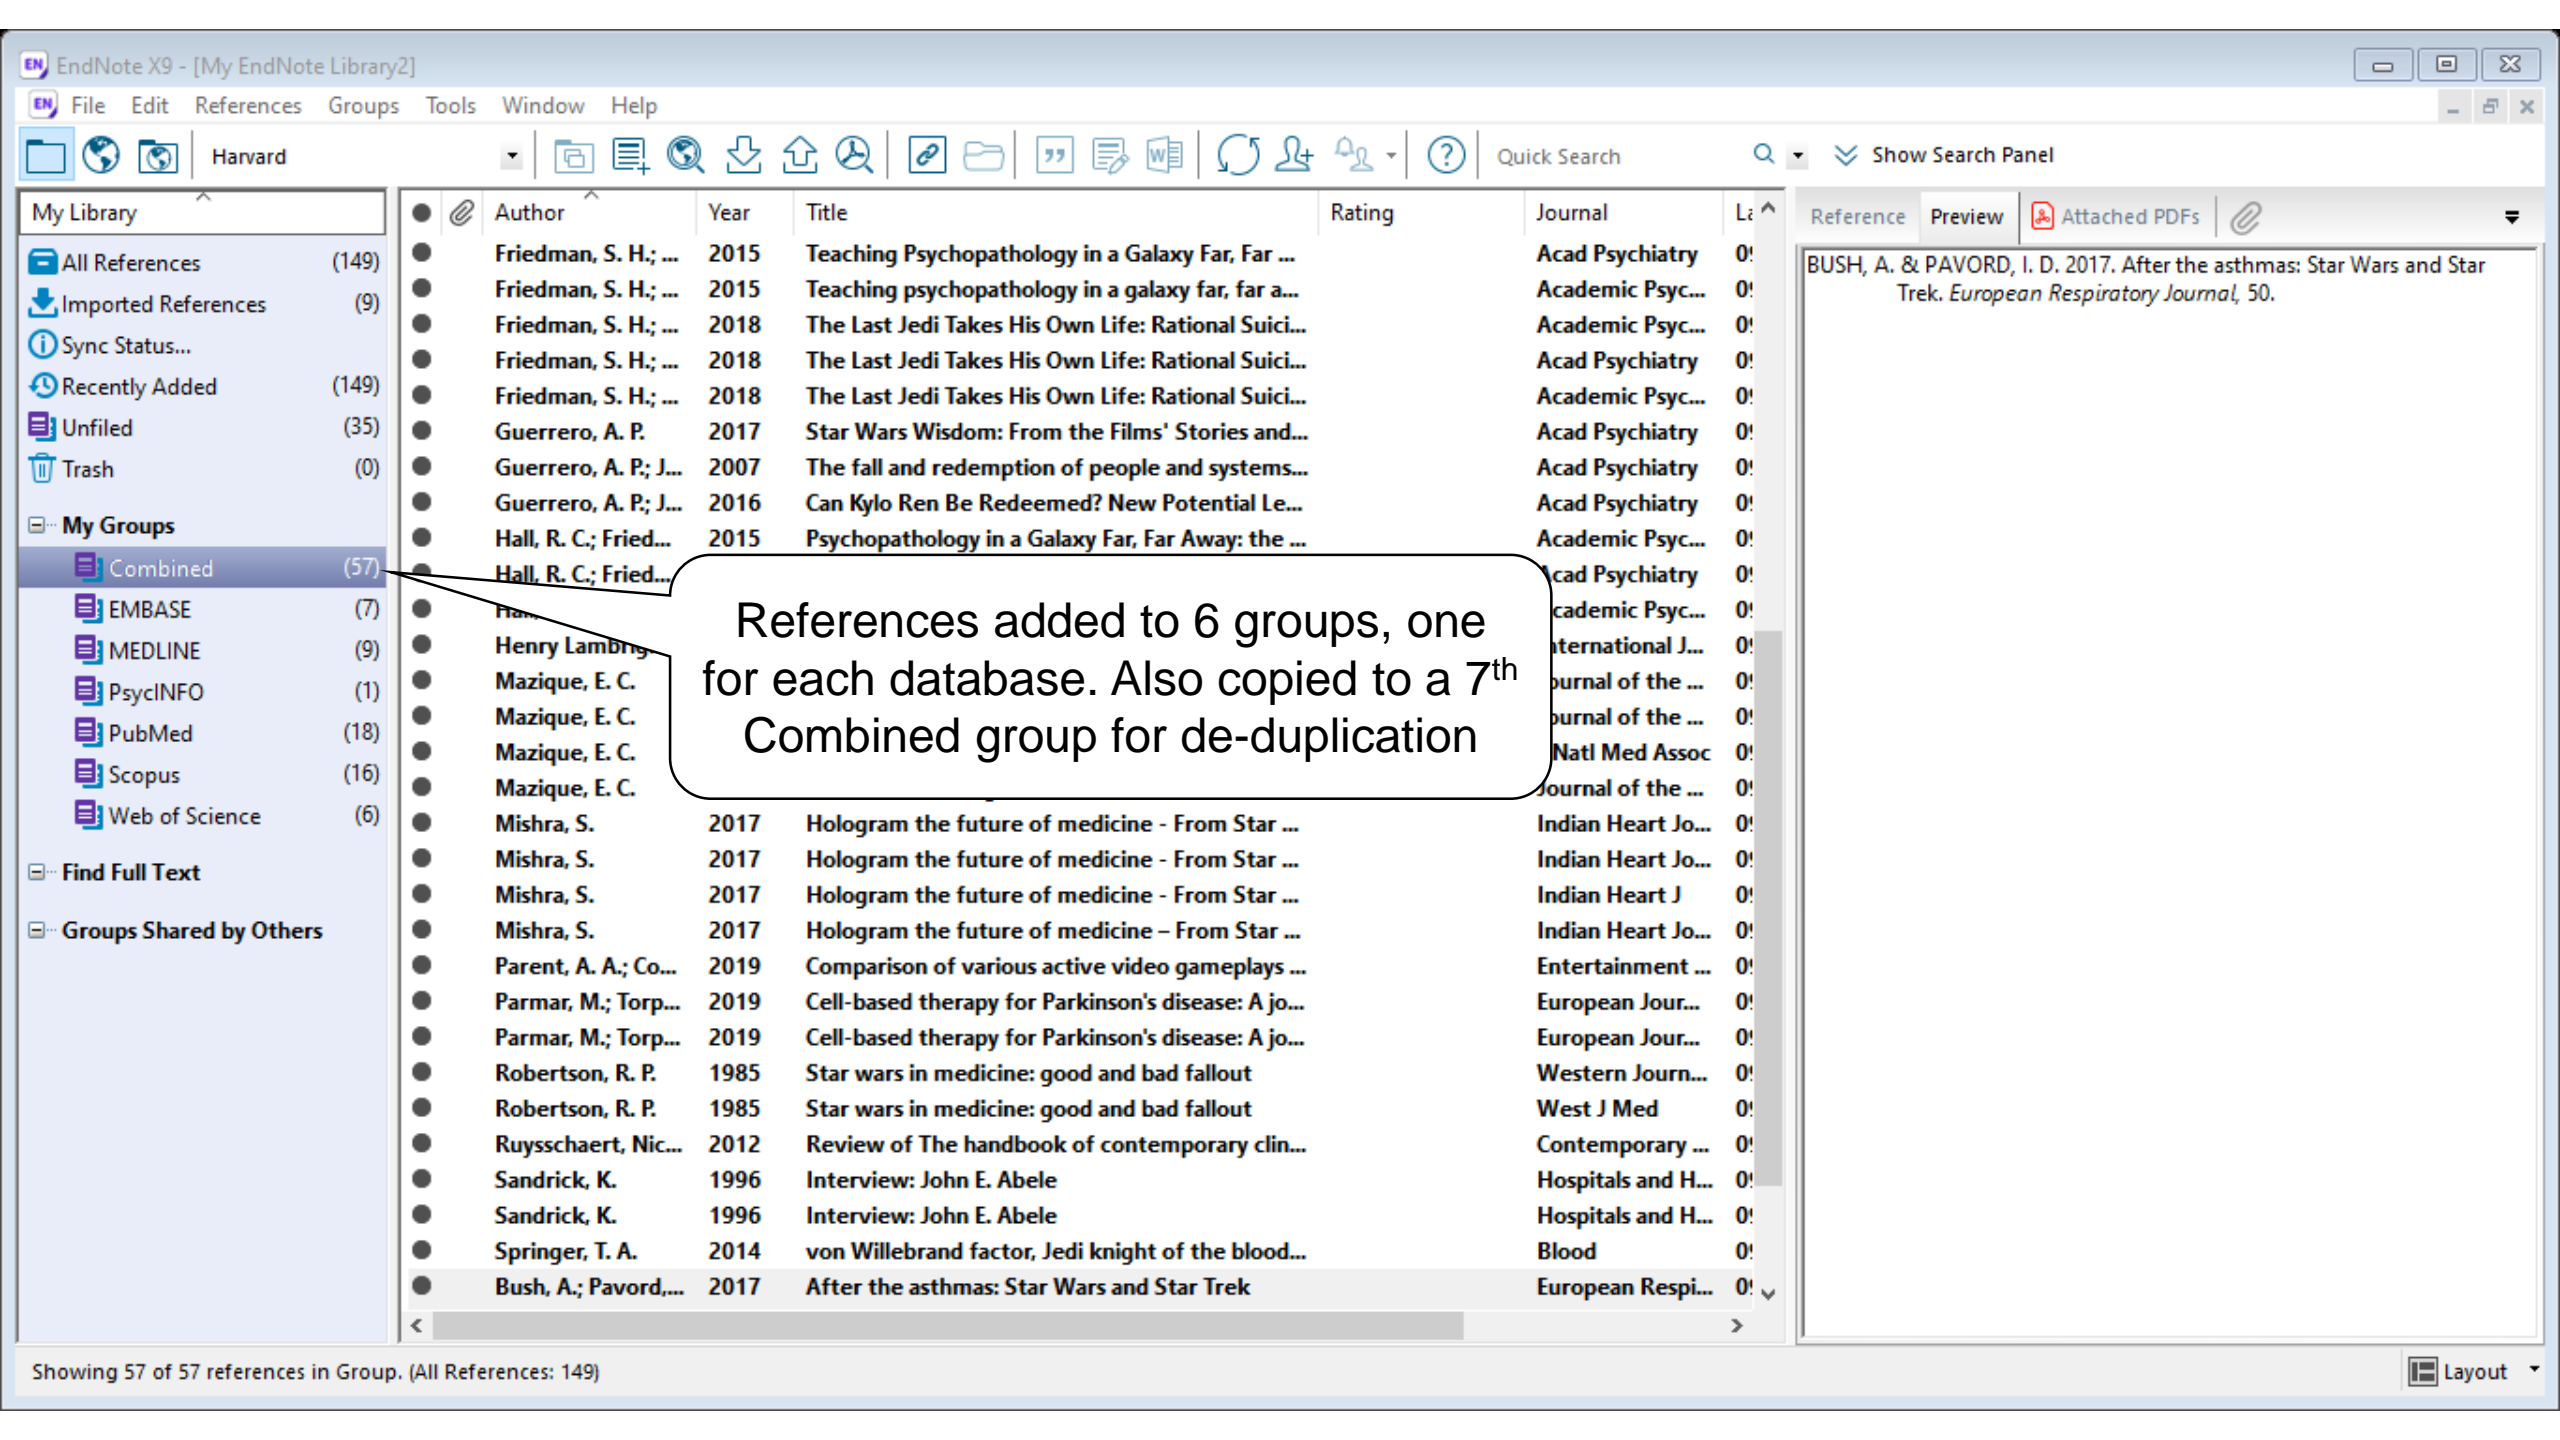 EndNote X9 - [My EndNote Library2]
File Edit References Groups Tools Window Help
Harvard
Quick Search
Show Search Panel
My Library
All References (149)
Imported References (9)
Sync Status...
Recently Added (149)
Unfiled (35)
Trash (0)
My Groups
Combined (57)
EMBASE (7)
MEDLINE (9)
PsycINFO (1)
PubMed (18)
Scopus (16)
Web of Science (6)
Find Full Text
Groups Shared by Others
Author Year Title Rating Journal
Friedman, S. H.; ... 2015 Teaching Psychopathology in a Galaxy Far, Far ... Acad Psychiatry
Friedman, S. H.; ... 2015 Teaching psychopathology in a galaxy far, far a... Academic Psyc...
Friedman, S. H.; ... 2018 The Last Jedi Takes His Own Life: Rational Suici... Academic Psyc...
Friedman, S. H.; ... 2018 The Last Jedi Takes His Own Life: Rational Suici... Acad Psychiatry
Friedman, S. H.; ... 2018 The Last Jedi Takes His Own Life: Rational Suici... Academic Psyc...
Guerrero, A. P. 2017 Star Wars Wisdom: From the Films' Stories and... Acad Psychiatry
Guerrero, A. P.; J... 2007 The fall and redemption of people and systems... Acad Psychiatry
Guerrero, A. P.; J... 2016 Can Kylo Ren Be Redeemed? New Potential Le... Acad Psychiatry
Hall, R. C.; Fried... 2015 Psychopathology in a Galaxy Far, Far Away: the ... Academic Psyc...
Hall, R. C.; Fried... Psychiatry
Psyc...
Henry J...
Mazique, E. C. of the ...
Mazique, E. C. of the ...
Mazique, E. C. Natl Med Assoc
Mazique, E. C. Journal of the ...
Mishra, S. 2017 Hologram the future of medicine - From Star ... Indian Heart Jo...
Mishra, S. 2017 Hologram the future of medicine - From Star ... Indian Heart Jo...
Mishra, S. 2017 Hologram the future of medicine - From Star ... Indian Heart J
Mishra, S. 2017 Hologram the future of medicine – From Star ... Indian Heart Jo...
Parent, A. A.; Co... 2019 Comparison of various active video gameplays ... Entertainment ...
Parmar, M.; Torp... 2019 Cell-based therapy for Parkinson's disease: A jo... European Jour...
Parmar, M.; Torp... 2019 Cell-based therapy for Parkinson's disease: A jo... European Jour...
Robertson, R. P. 1985 Star wars in medicine: good and bad fallout Western Journ...
Robertson, R. P. 1985 Star wars in medicine: good and bad fallout West J Med
Ruysschaert, Nic... 2012 Review of The handbook of contemporary clin... Contemporary ...
Sandrick, K. 1996 Interview: John E. Abele Hospitals and H...
Sandrick, K. 1996 Interview: John E. Abele Hospitals and H...
Springer, T. A. 2014 von Willebrand factor, Jedi knight of the blood... Blood
Bush, A.; Pavord,... 2017 After the asthmas: Star Wars and Star Trek European Respi...
References added to 6 groups, one
for each database. Also copied to a 7th
Combined group for de-duplication
Reference Preview Attached PDFs
BUSH, A. & PAVORD, I. D. 2017. After the asthmas: Star Wars and Star
Trek. European Respiratory Journal, 50.
Showing 57 of 57 references in Group. (All References: 149)
Layout